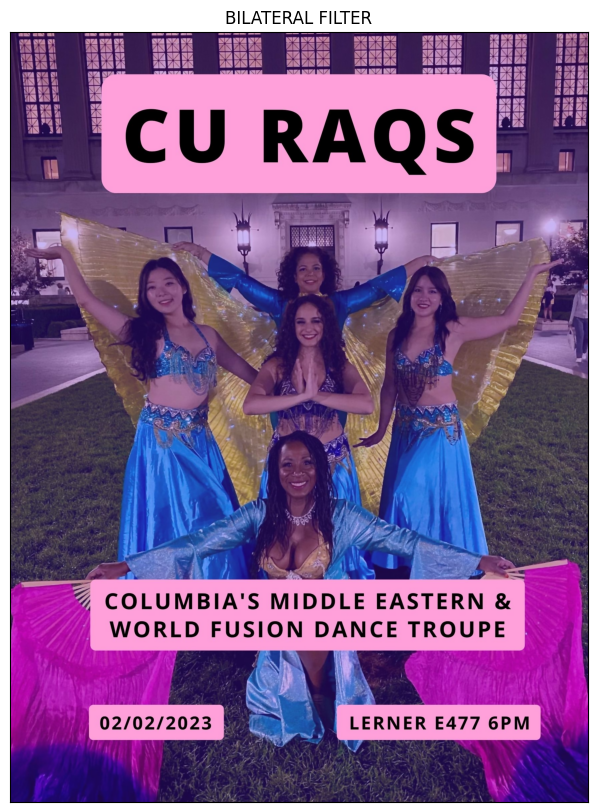 BILATERAL FILTER
CU RAQS
COLUMBIA'S MIDDLE EASTERN &
WORLD FUSION DANCE TROUPE
02/02/2023
LERNER E477 6PM